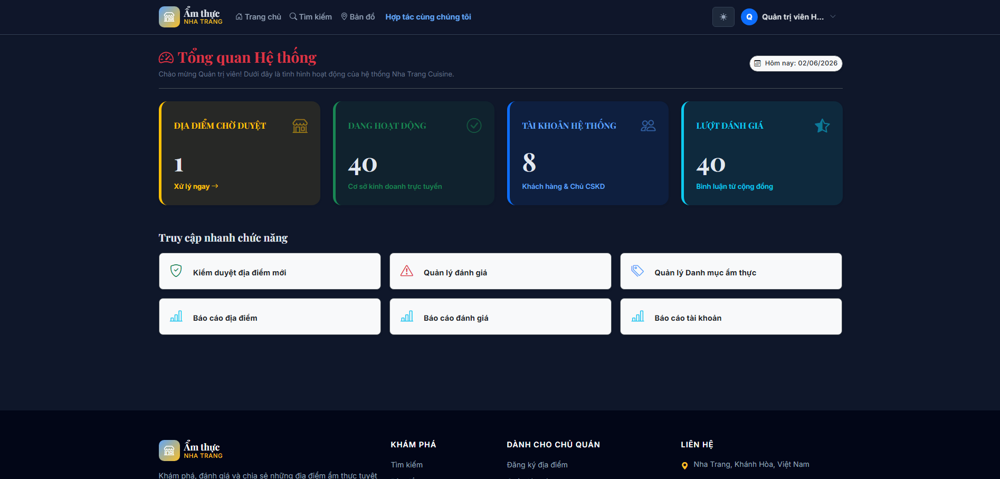 Ẩm thực
NHA TRANG
Trang chủ
Tìm kiếm
Bản đồ
Hợp tác cùng chúng tôi
Q
Quản trị viên H...
Tổng quan Hệ thống
Chào mừng Quản trị viên! Dưới đây là tình hình hoạt động của hệ thống Nha Trang Cuisine.
Hôm nay: 02/06/2026
ĐỊA ĐIỂM CHỜ DUYỆT
1
Xử lý ngay →
ĐANG HOẠT ĐỘNG
40
Cơ sở kinh doanh trực tuyến
TÀI KHOẢN HỆ THỐNG
8
Khách hàng & Chủ CSKD
LƯỢT ĐÁNH GIÁ
40
Bình luận từ cộng đồng
Truy cập nhanh chức năng
Kiểm duyệt địa điểm mới
Quản lý đánh giá
Quản lý Danh mục ẩm thực
Báo cáo địa điểm
Báo cáo đánh giá
Báo cáo tài khoản
Ẩm thực
NHA TRANG
Khám phá, đánh giá và chia sẻ những địa điểm ẩm thực tuyệt
KHÁM PHÁ
Tìm kiếm
DÀNH CHO CHỦ QUÁN
Đăng ký địa điểm
LIÊN HỆ
Nha Trang, Khánh Hòa, Việt Nam